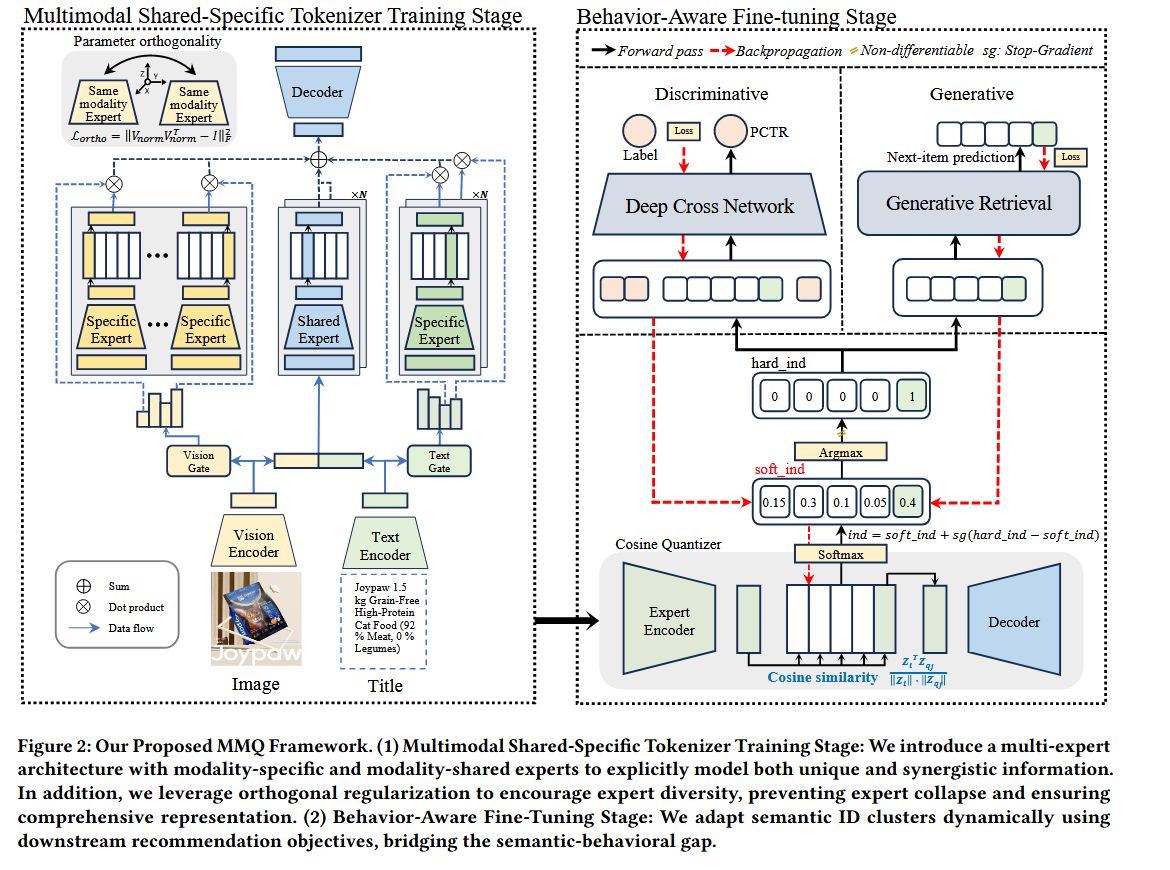 Multimodal Shared-Specific Tokenizer Training Stage
Parameter orthogonality
Z
Y
X
Same
modality
Expert
Same
modality
Expert
ℒ_ortho = ‖V_norm V_norm^T − I‖_F^2
Decoder
×N
×N
Specific
Expert
Specific
Expert
Shared
Expert
Specific
Expert
Vision
Gate
Text
Gate
Vision
Encoder
Text
Encoder
Sum
Dot product
Data flow
Joypaw
Joypaw 1.5
kg Grain-Free
High-Protein
Cat Food (92
% Meat, 0 %
Legumes)
Image
Title
Behavior-Aware Fine-tuning Stage
Forward pass
Backpropagation
Non-differentiable
sg: Stop-Gradient
Discriminative
Label
Loss
PCTR
Deep Cross Network
Generative
Next-item prediction
Loss
Generative Retrieval
hard_ind
0 0 0 0 1
Argmax
soft_ind
0.15 0.3 0.1 0.05 0.4
ind = soft_ind + sg(hard_ind − soft_ind)
Softmax
Cosine Quantizer
Expert
Encoder
Decoder
Cosine similarity Z_t^T Z_qj / ‖Z_t‖ · ‖Z_qj‖
Figure 2: Our Proposed MMQ Framework. (1) Multimodal Shared-Specific Tokenizer Training Stage: We introduce a multi-expert
architecture with modality-specific and modality-shared experts to explicitly model both unique and synergistic information.
In addition, we leverage orthogonal regularization to encourage expert diversity, preventing expert collapse and ensuring
comprehensive representation. (2) Behavior-Aware Fine-Tuning Stage: We adapt semantic ID clusters dynamically using
downstream recommendation objectives, bridging the semantic-behavioral gap.